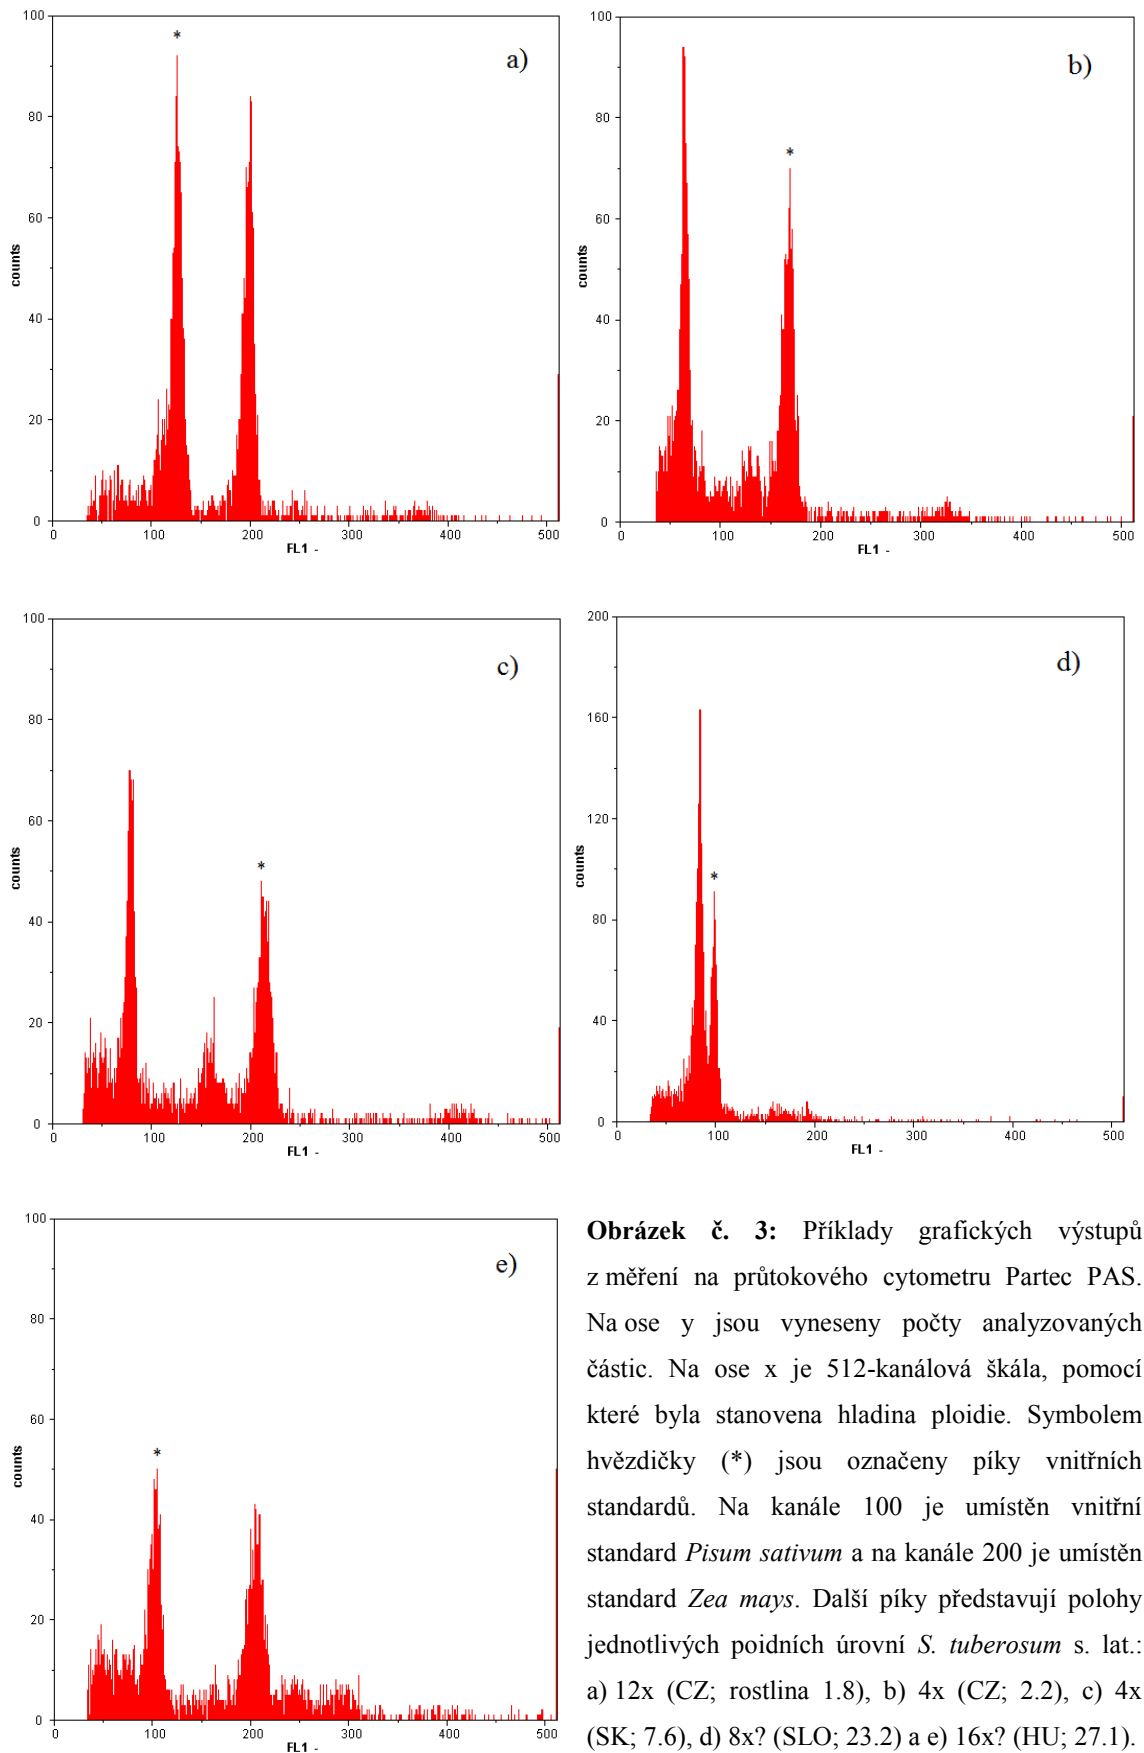 100
80
60
40
20
0
counts
*
a)
0
100
200
300
400
500
FL1 -
100
80
60
40
20
0
counts
*
b)
0
100
200
300
400
500
FL1 -
100
80
60
40
20
0
counts
*
c)
0
100
200
300
400
500
FL1 -
200
160
120
80
40
0
counts
*
d)
0
100
200
300
400
500
FL1 -
100
80
60
40
20
0
counts
*
e)
0
100
200
300
400
500
FL1 -
Obrázek č. 3: Příklady grafických výstupů
z měření na průtokového cytometru Partec PAS.
Na ose y jsou vyneseny počty analyzovaných
částic. Na ose x je 512-kanálová škála, pomocí
které byla stanovena hladina ploidie. Symbolem
hvězdičky (*) jsou označeny píky vnitřních
standardů. Na kanále 100 je umístěn vnitřní
standard Pisum sativum a na kanále 200 je umístěn
standard Zea mays. Další píky představují polohy
jednotlivých poidních úrovní S. tuberosum s. lat.:
a) 12x (CZ; rostlina 1.8), b) 4x (CZ; 2.2), c) 4x
(SK; 7.6), d) 8x? (SLO; 23.2) a e) 16x? (HU; 27.1).